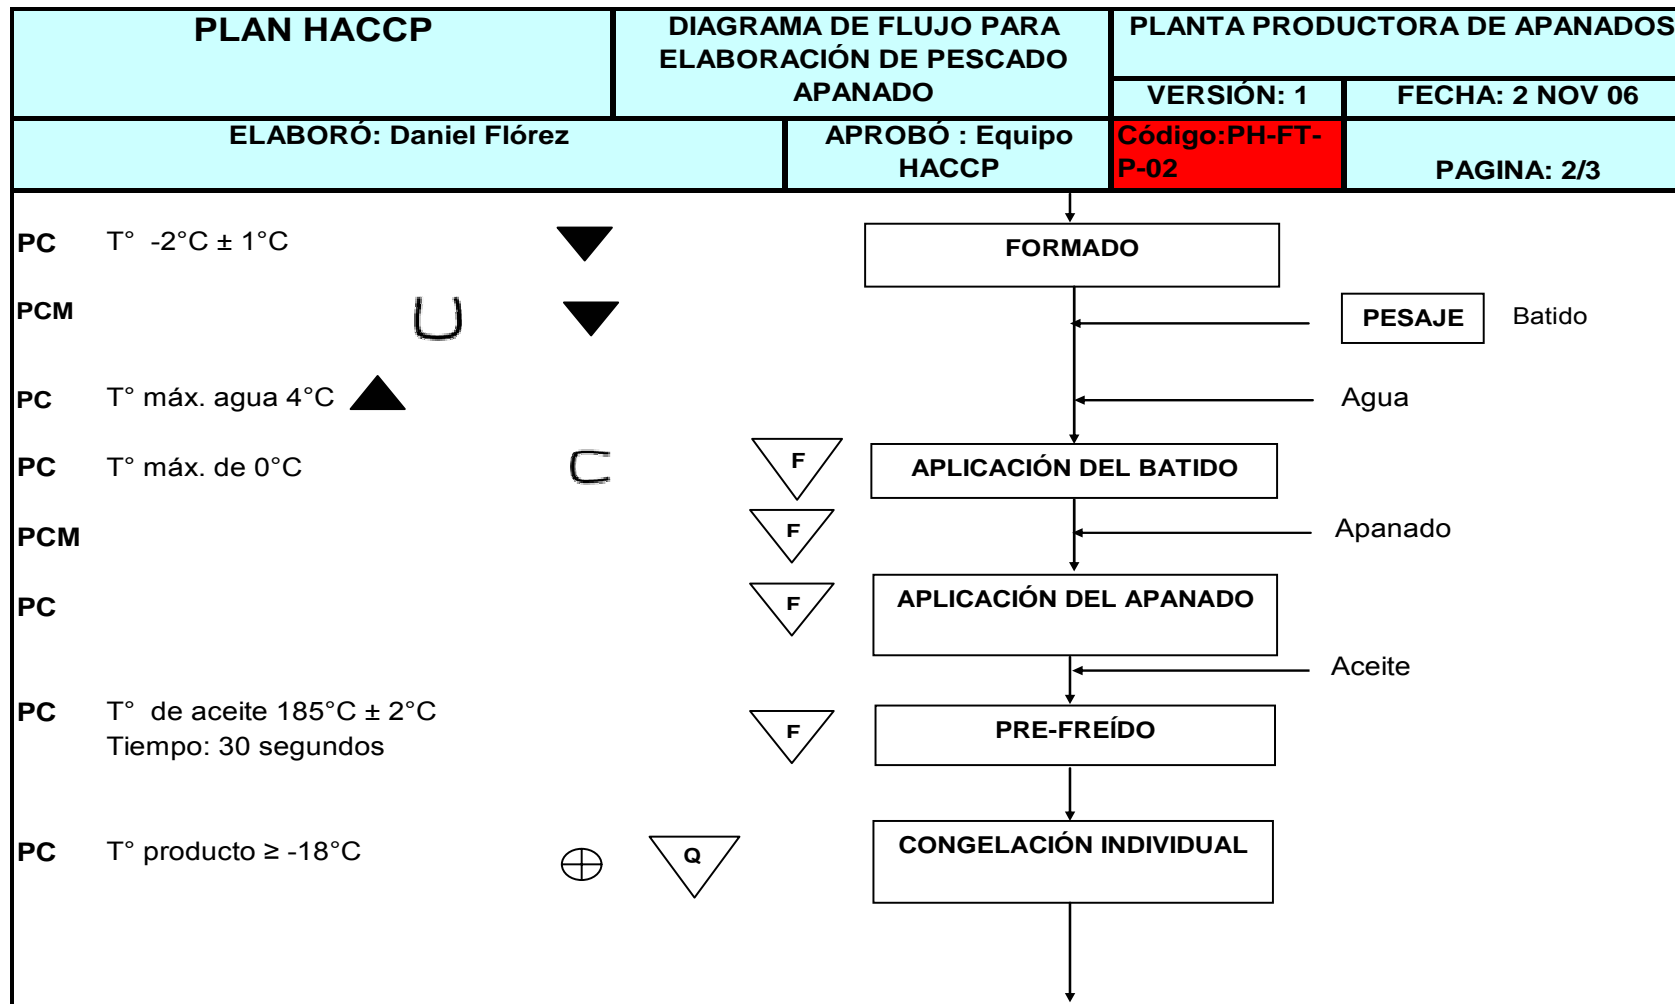 PLAN HACCP
DIAGRAMA DE FLUJO PARA
ELABORACIÓN DE PESCADO
APANADO
PLANTA PRODUCTORA DE APANADOS
VERSIÓN: 1
FECHA: 2 NOV 06
ELABORÓ: Daniel Flórez
APROBÓ : Equipo
HACCP
Código:PH-FT-
P-02
PAGINA: 2/3
PC
T° -2°C ± 1°C
FORMADO
PCM
PESAJE
Batido
PC
T° máx. agua 4°C
Agua
PC
T° máx. de 0°C
F
APLICACIÓN DEL BATIDO
PCM
F
Apanado
PC
F
APLICACIÓN DEL APANADO
Aceite
PC
T° de aceite 185°C ± 2°C
Tiempo: 30 segundos
F
PRE-FREÍDO
PC
T° producto ≥ -18°C
Q
CONGELACIÓN INDIVIDUAL